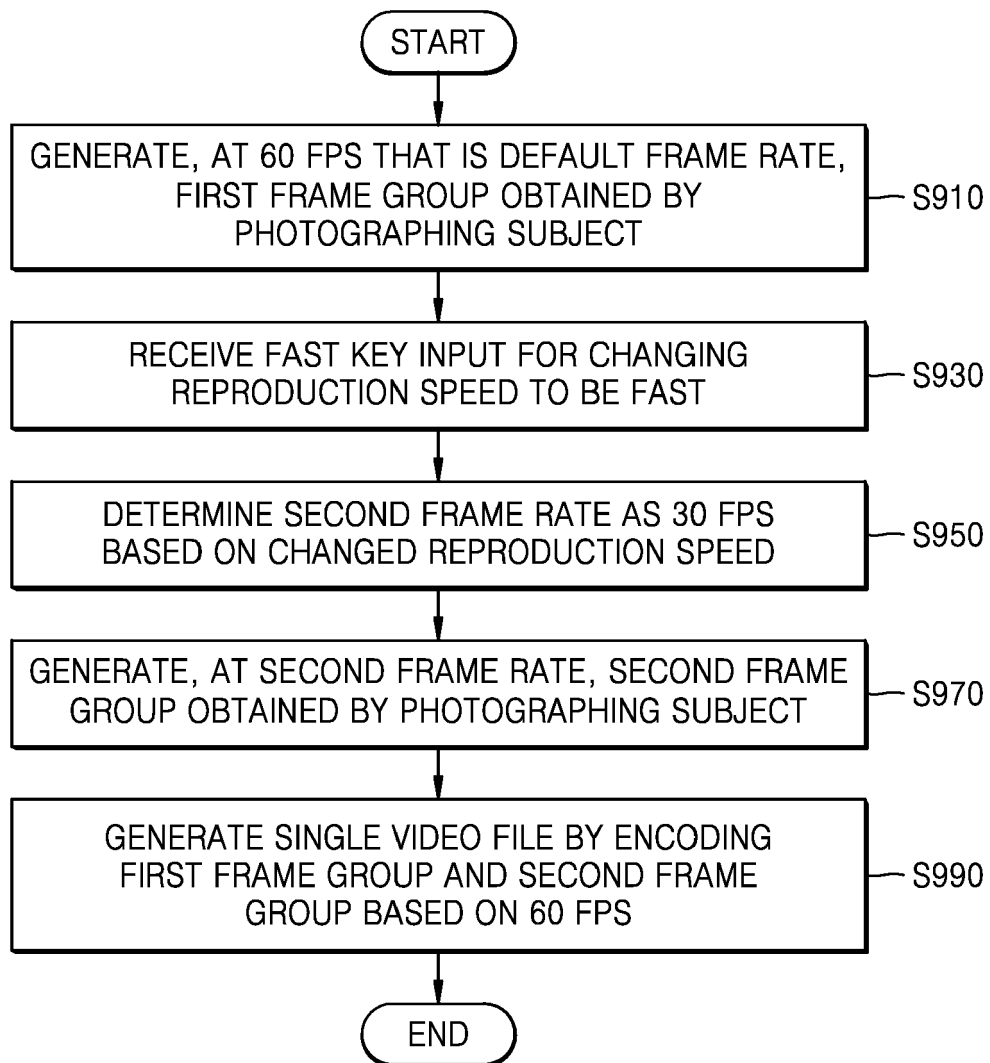 START
GENERATE, AT 60 FPS THAT IS DEFAULT FRAME RATE,
FIRST FRAME GROUP OBTAINED BY
PHOTOGRAPHING SUBJECT
S910
RECEIVE FAST KEY INPUT FOR CHANGING
REPRODUCTION SPEED TO BE FAST
S930
DETERMINE SECOND FRAME RATE AS 30 FPS
BASED ON CHANGED REPRODUCTION SPEED
S950
GENERATE, AT SECOND FRAME RATE, SECOND FRAME
GROUP OBTAINED BY PHOTOGRAPHING SUBJECT
S970
GENERATE SINGLE VIDEO FILE BY ENCODING
FIRST FRAME GROUP AND SECOND FRAME
GROUP BASED ON 60 FPS
S990
END